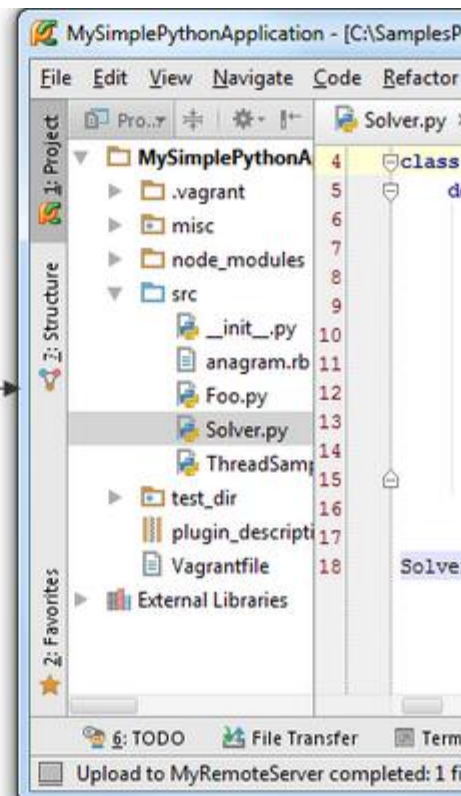 MySimplePythonApplication - [C:\SamplesP
File Edit View Navigate Code Refactor
1: Project
Pro..
Solver.py
MySimplePythonA
.vagrant
misc
node_modules
src
__init__.py
anagram.rb
Foo.py
Solver.py
ThreadSamp
test_dir
plugin_descripti
Vagrantfile
External Libraries
7: Structure
2: Favorites
4 class
5 d
6
7
8
9
10
11
12
13
14
15
16
17
18 Solve
6: TODO File Transfer Term
Upload to MyRemoteServer completed: 1 fi